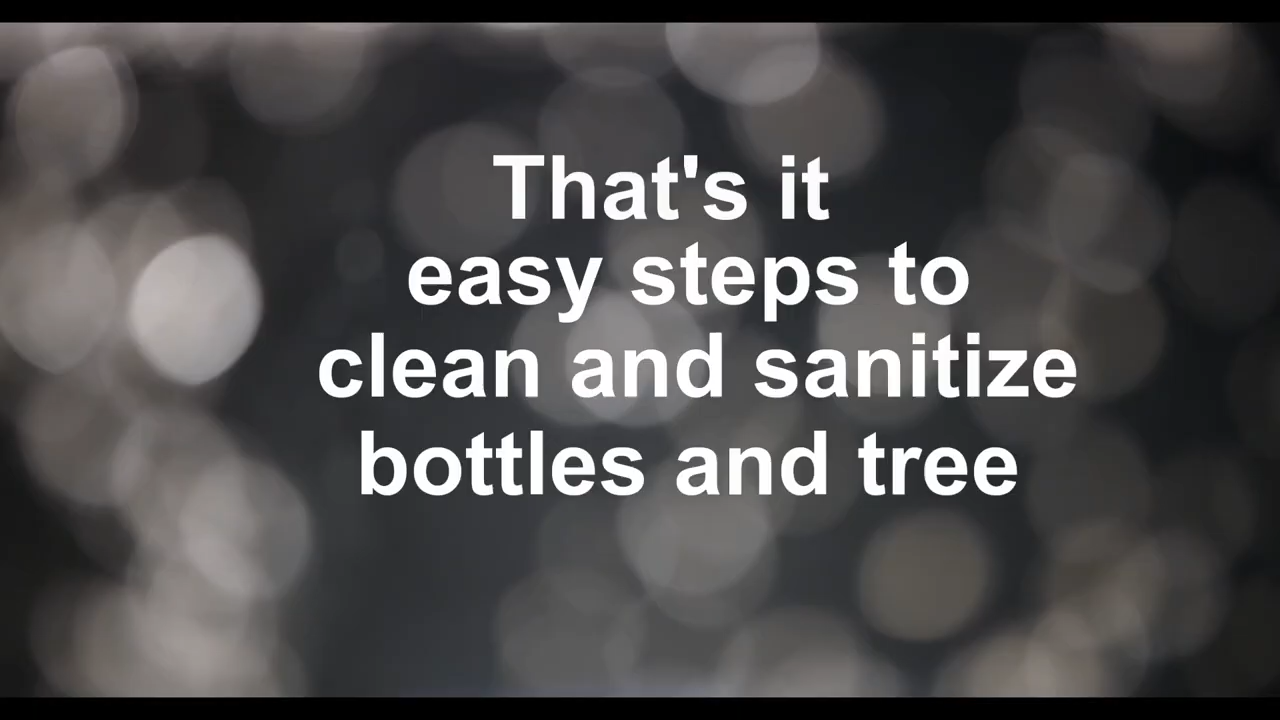 That's it
easy steps to
clean and sanitize
bottles and tree